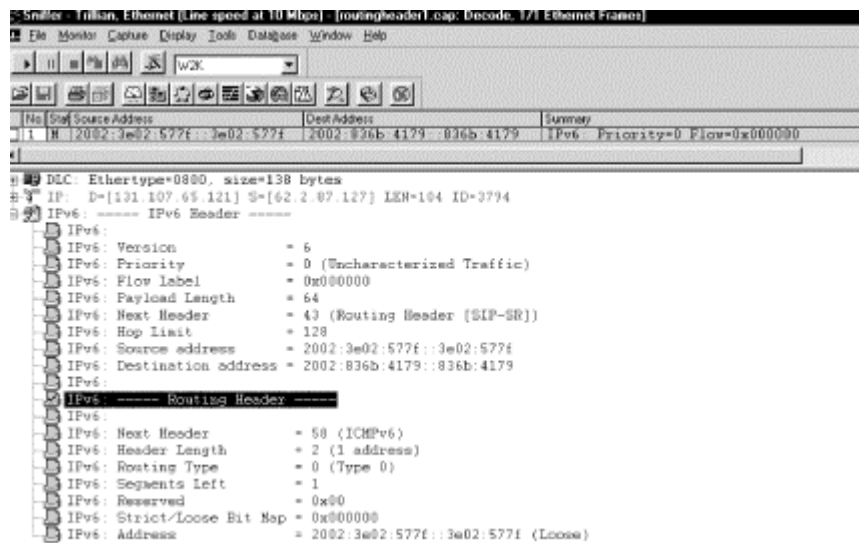 Sniffer - Trillian, Ethernet (Line speed at 10 Mbps) - [routingheader1.cap: Decode, 1/1 Ethernet Frames]
File Monitor Capture Display Tools Database Window Help
W2K
No. Stat Source Address Dest Address Summary
1 M 2002:3e02:577f::3e02:577f 2002:836b:4179::836b:4179 IPv6: Priority=0 Flow=0x000000
DLC: Ethertype=0800, size=138 bytes
IP: D=[131.107.65.121] S=[62.2.87.127] LEN=104 ID=3794
IPv6: ----- IPv6 Header -----
IPv6:
IPv6: Version = 6
IPv6: Priority = 0 (Uncharacterized Traffic)
IPv6: Flow Label = 0x000000
IPv6: Payload Length = 64
IPv6: Next Header = 43 (Routing Header [SIP-SR])
IPv6: Hop Limit = 128
IPv6: Source address = 2002:3e02:577f::3e02:577f
IPv6: Destination address = 2002:836b:4179::836b:4179
IPv6:
IPv6: ----- Routing Header -----
IPv6:
IPv6: Next Header = 58 (ICMPv6)
IPv6: Header Length = 2 (1 address)
IPv6: Routing Type = 0 (Type 0)
IPv6: Segments Left = 1
IPv6: Reserved = 0x00
IPv6: Strict/Loose Bit Map = 0x000000
IPv6: Address = 2002:3e02:577f::3e02:577f (Loose)